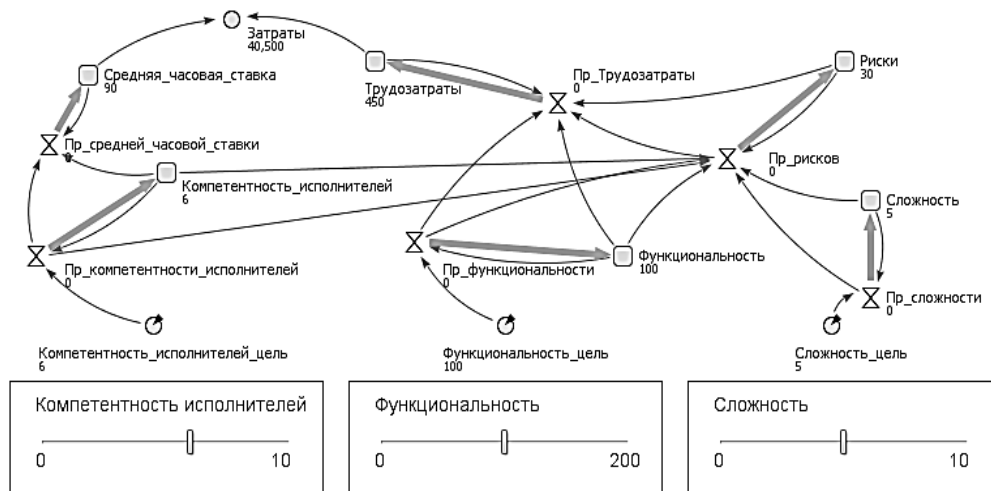 Затраты
40,500
Средняя_часовая_ставка
90
Трудозатраты
450
Пр_Трудозатраты
0
Риски
30
Пр_средней_часовой_ставки
0
Компетентность_исполнителей
6
Пр_рисков
0
Сложность
5
Пр_компетентности_исполнителей
0
Пр_функциональности
0
Функциональность
100
Пр_сложности
0
Компетентность_исполнителей_цель
6
Функциональность_цель
100
Сложность_цель
5
Компетентность исполнителей
0 10
Функциональность
0 200
Сложность
0 10